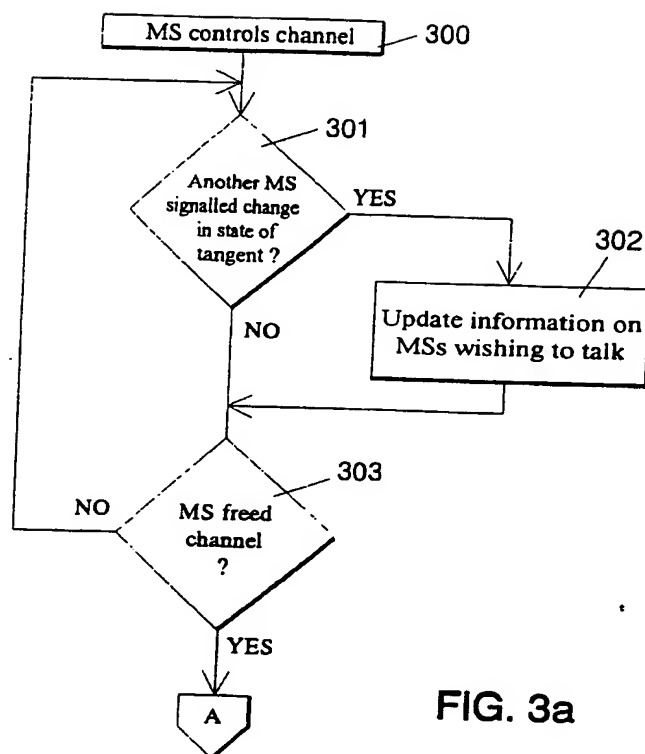 MS controls channel
300
301
Another MS
signalled change
in state of
tangent ?
YES
302
Update information on
MSs wishing to talk
NO
303
NO
MS freed
channel
?
YES
A
FIG. 3a